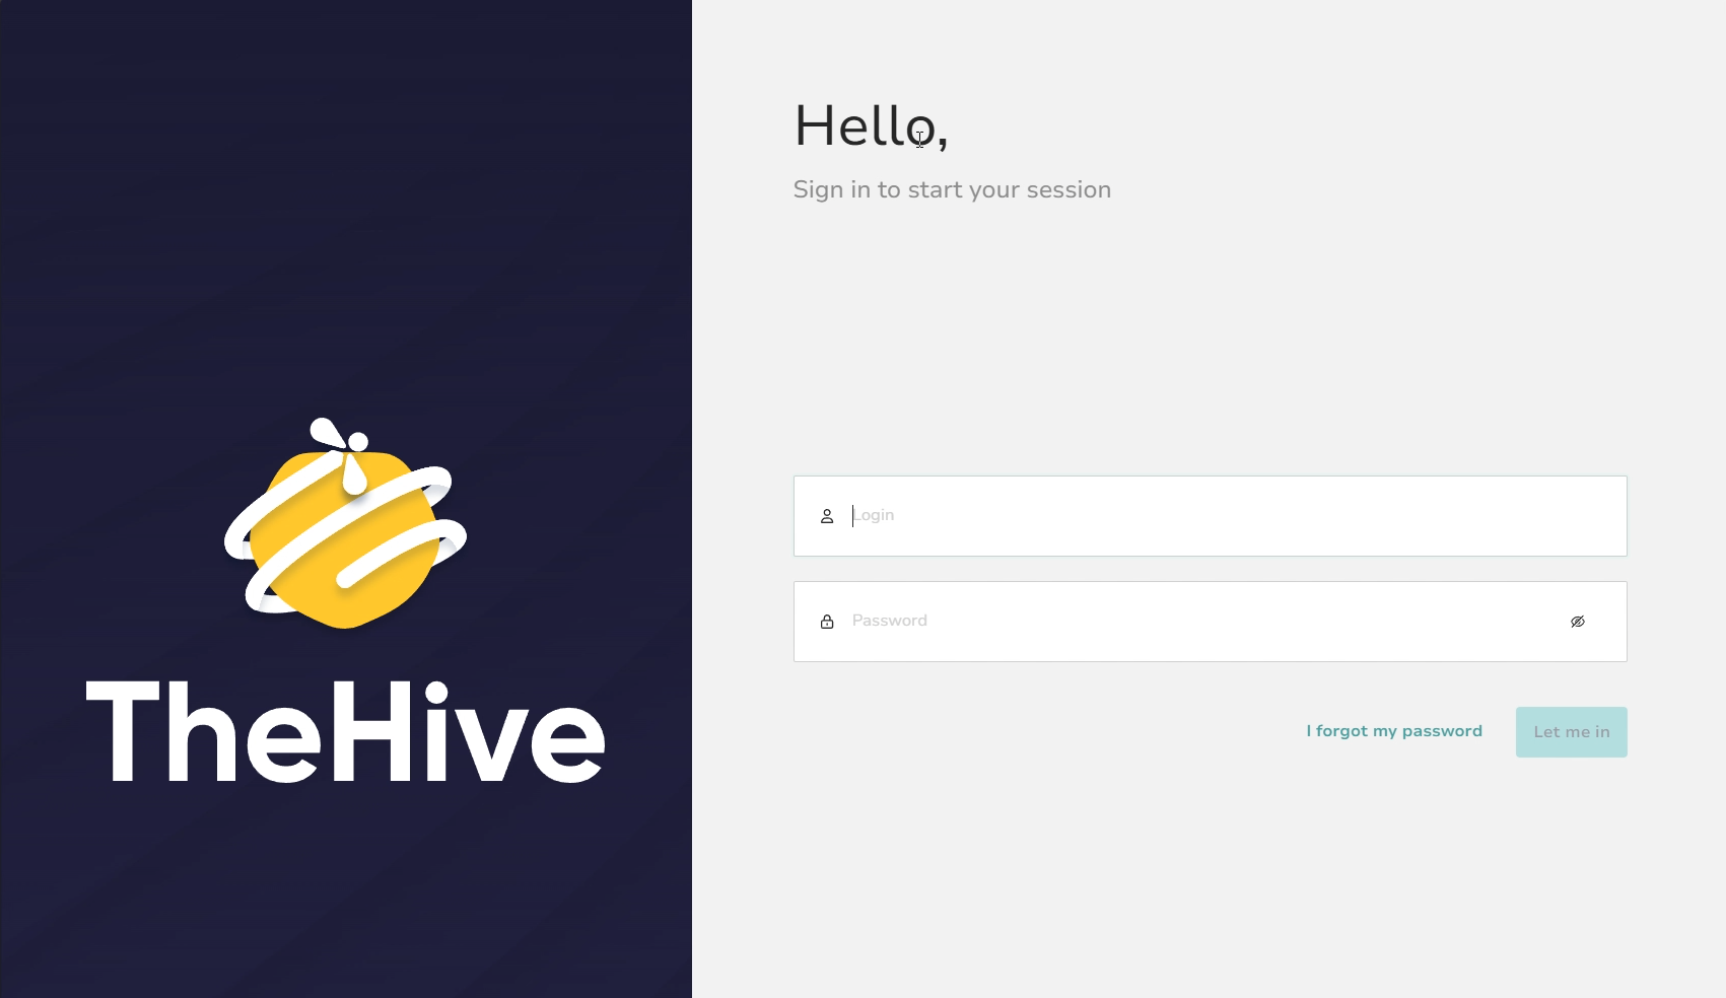 Hello,
Sign in to start your session
Login
Password
I forgot my password
Let me in
TheHive